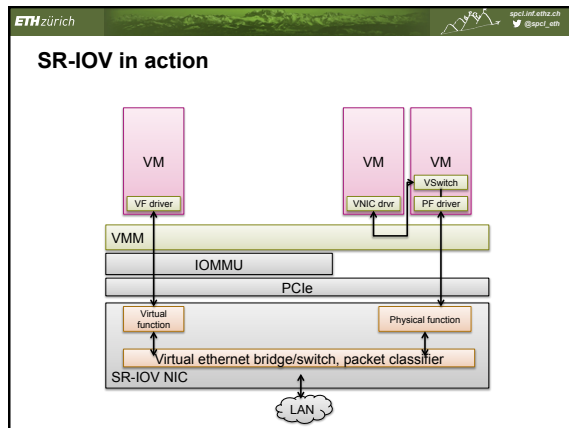 ETH zürich
spcl.inf.ethz.ch
@spcl_eth
SR-IOV in action
VM
VM
VM
VSwitch
VF driver
VNIC drvr
PF driver
VMM
IOMMU
PCIe
Virtual
function
Physical function
Virtual ethernet bridge/switch, packet classifier
SR-IOV NIC
LAN